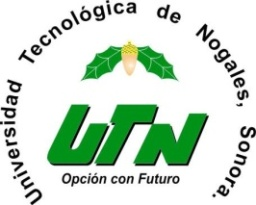 Universidad Tecnológica de Nogales, Sonora.
UTN
Opción con Futuro